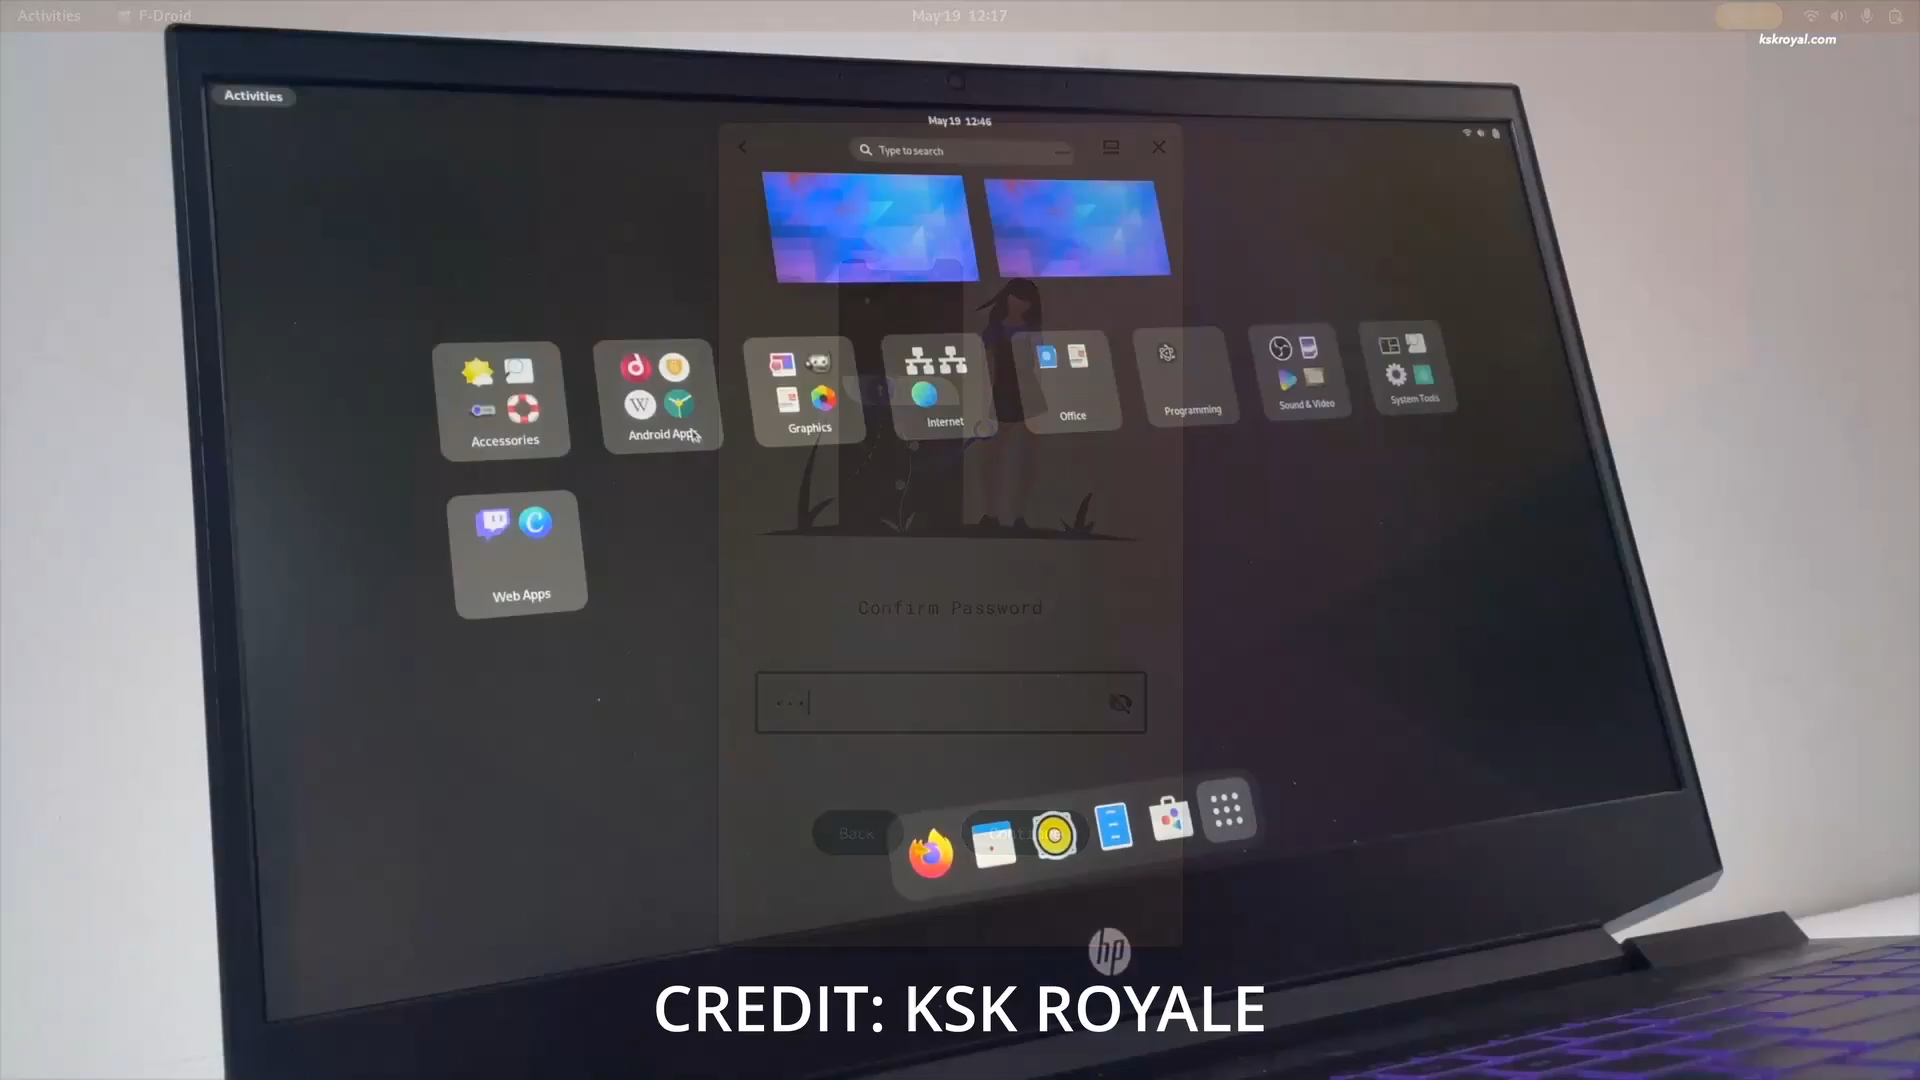 Activities F-Droid May 19 12:17
kskroyal.com
Activities
May 19 12:46
Type to search
Accessories
Android Apps
Graphics
Internet
Office
Programming
Sound & Video
System Tools
Web Apps
Confirm Password
Back
hp
CREDIT: KSK ROYALE